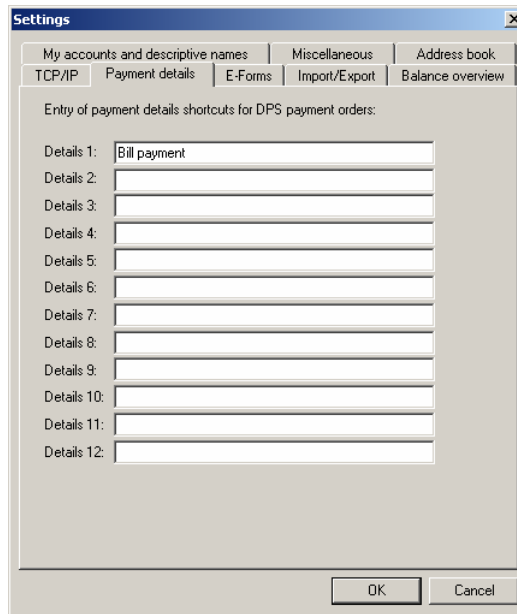 Settings
My accounts and descriptive names Miscellaneous Address book
TCP/IP Payment details E-Forms Import/Export Balance overview
Entry of payment details shortcuts for DPS payment orders:
Details 1: Bill payment
Details 2:
Details 3:
Details 4:
Details 5:
Details 6:
Details 7:
Details 8:
Details 9:
Details 10:
Details 11:
Details 12:
OK Cancel